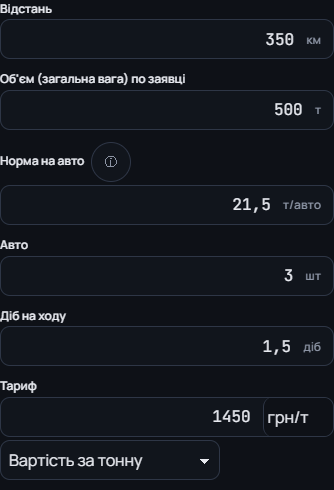 Відстань
350 км
Об'єм (загальна вага) по заявці
500 т
Норма на авто ⓘ
21,5 т/авто
Авто
3 шт
Діб на ходу
1,5 діб
Тариф
1450 грн/т
Вартість за тонну